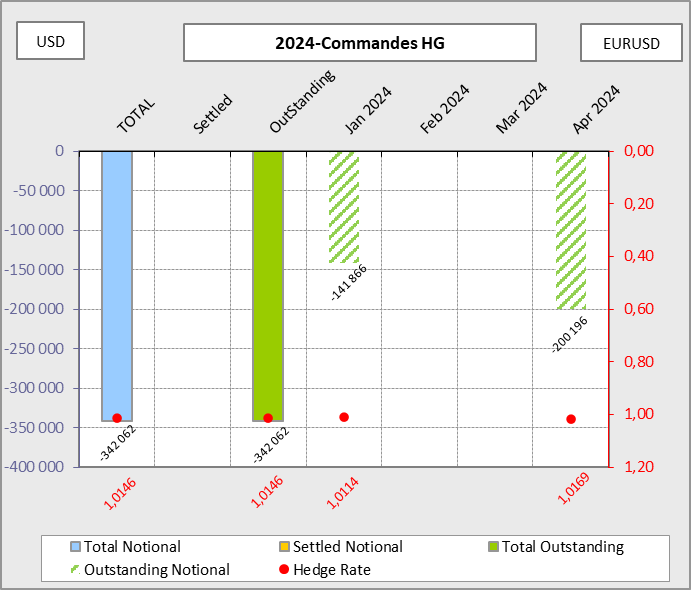 USD
2024-Commandes HG
EURUSD
TOTAL
Settled
OutStanding
Jan 2024
Feb 2024
Mar 2024
Apr 2024
0
-50 000
-100 000
-150 000
-200 000
-250 000
-300 000
-350 000
-400 000
0,00
0,20
0,40
0,60
0,80
1,00
1,20
-342 062
-342 062
-141 866
-200 196
1,0146
1,0146
1,0114
1,0169
Total Notional
Settled Notional
Total Outstanding
Outstanding Notional
Hedge Rate